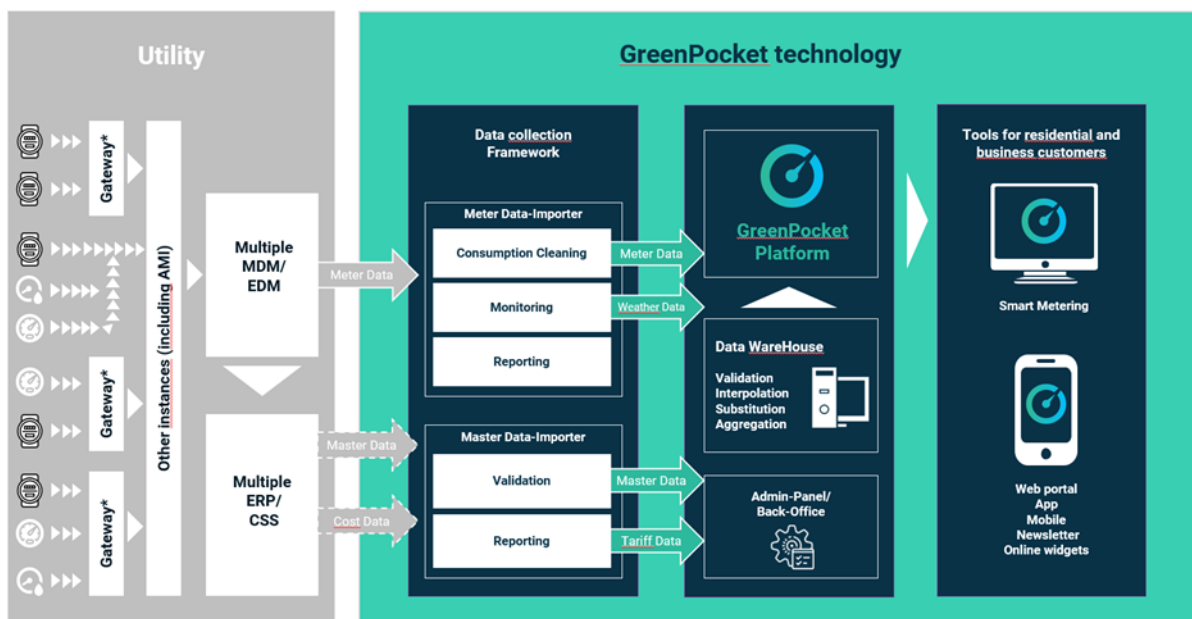 Utility
GreenPocket technology
Gateway*
Gateway*
Gateway*
Other instances (including AMI)
Multiple
MDM/
EDM
Multiple
ERP/
CSS
Meter Data
Master Data
Cost Data
Data collection
Framework
Meter Data-Importer
Consumption Cleaning
Monitoring
Reporting
Master Data-Importer
Validation
Reporting
Meter Data
Weather Data
Master Data
Tariff Data
GreenPocket
Platform
Data WareHouse
Validation
Interpolation
Substitution
Aggregation
Admin-Panel/
Back-Office
Tools for residential and
business customers
Smart Metering
Web portal
App
Mobile
Newsletter
Online widgets